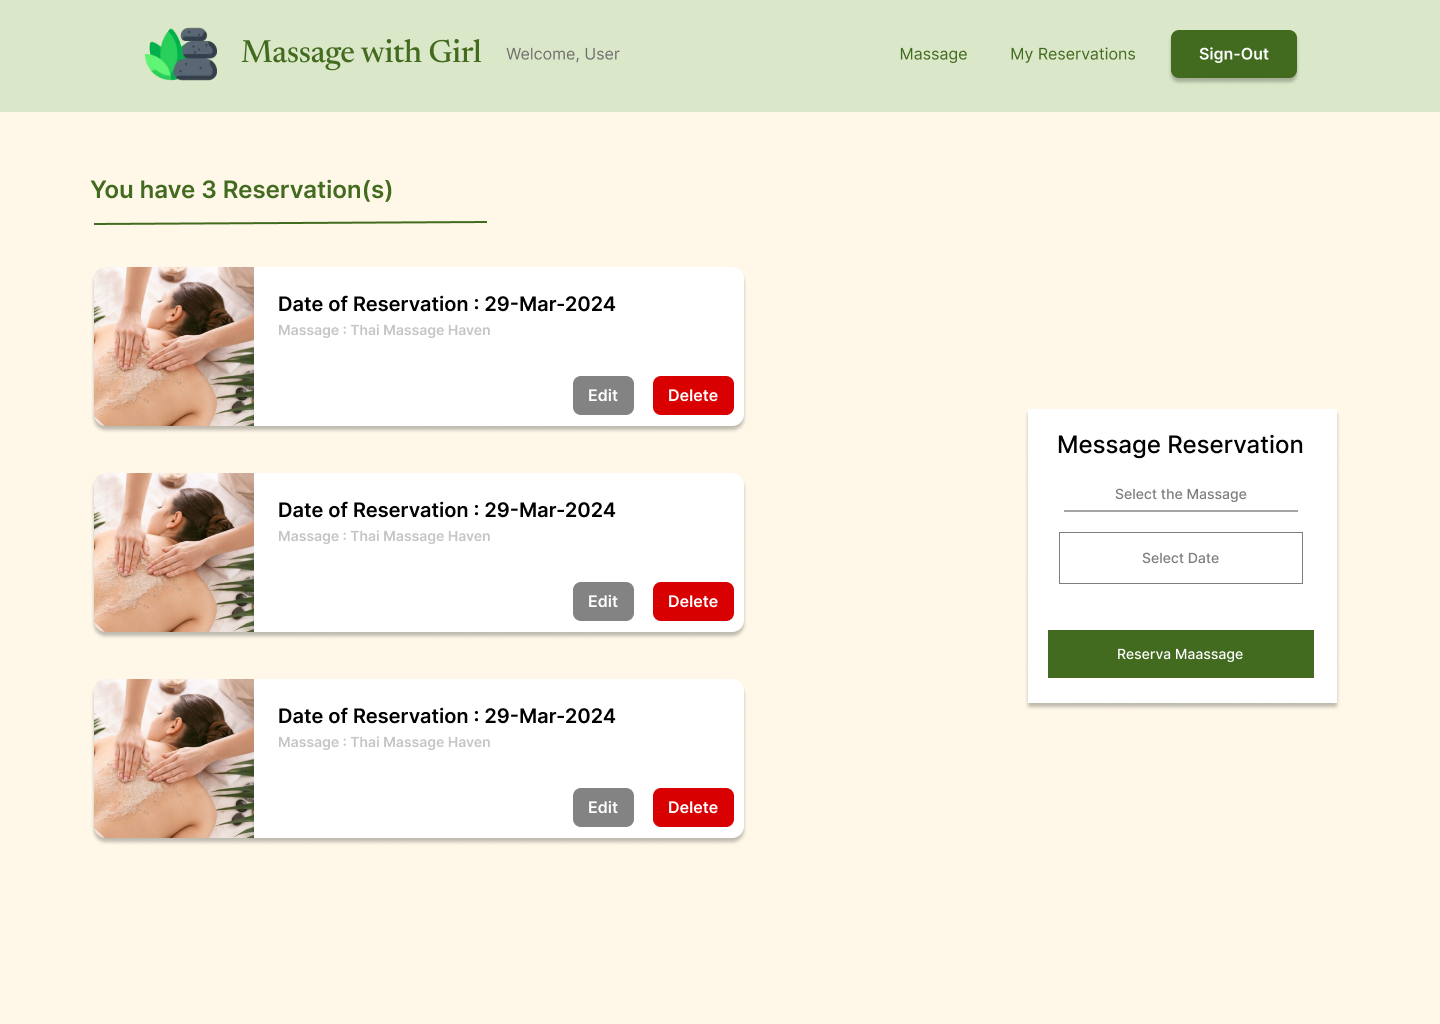 Massage with Girl
Welcome, User
Massage
My Reservations
Sign-Out
You have 3 Reservation(s)
Date of Reservation : 29-Mar-2024
Massage : Thai Massage Haven
Edit
Delete
Date of Reservation : 29-Mar-2024
Massage : Thai Massage Haven
Edit
Delete
Date of Reservation : 29-Mar-2024
Massage : Thai Massage Haven
Edit
Delete
Message Reservation
Select the Massage
Select Date
Reserva Maassage